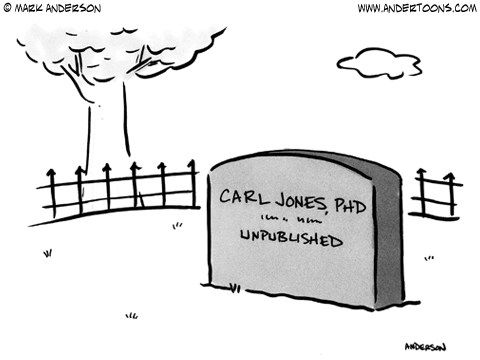 © MARK ANDERSON
WWW.ANDERTOONS.COM
CARL JONES, PHD
UNPUBLISHED
ANDERSON